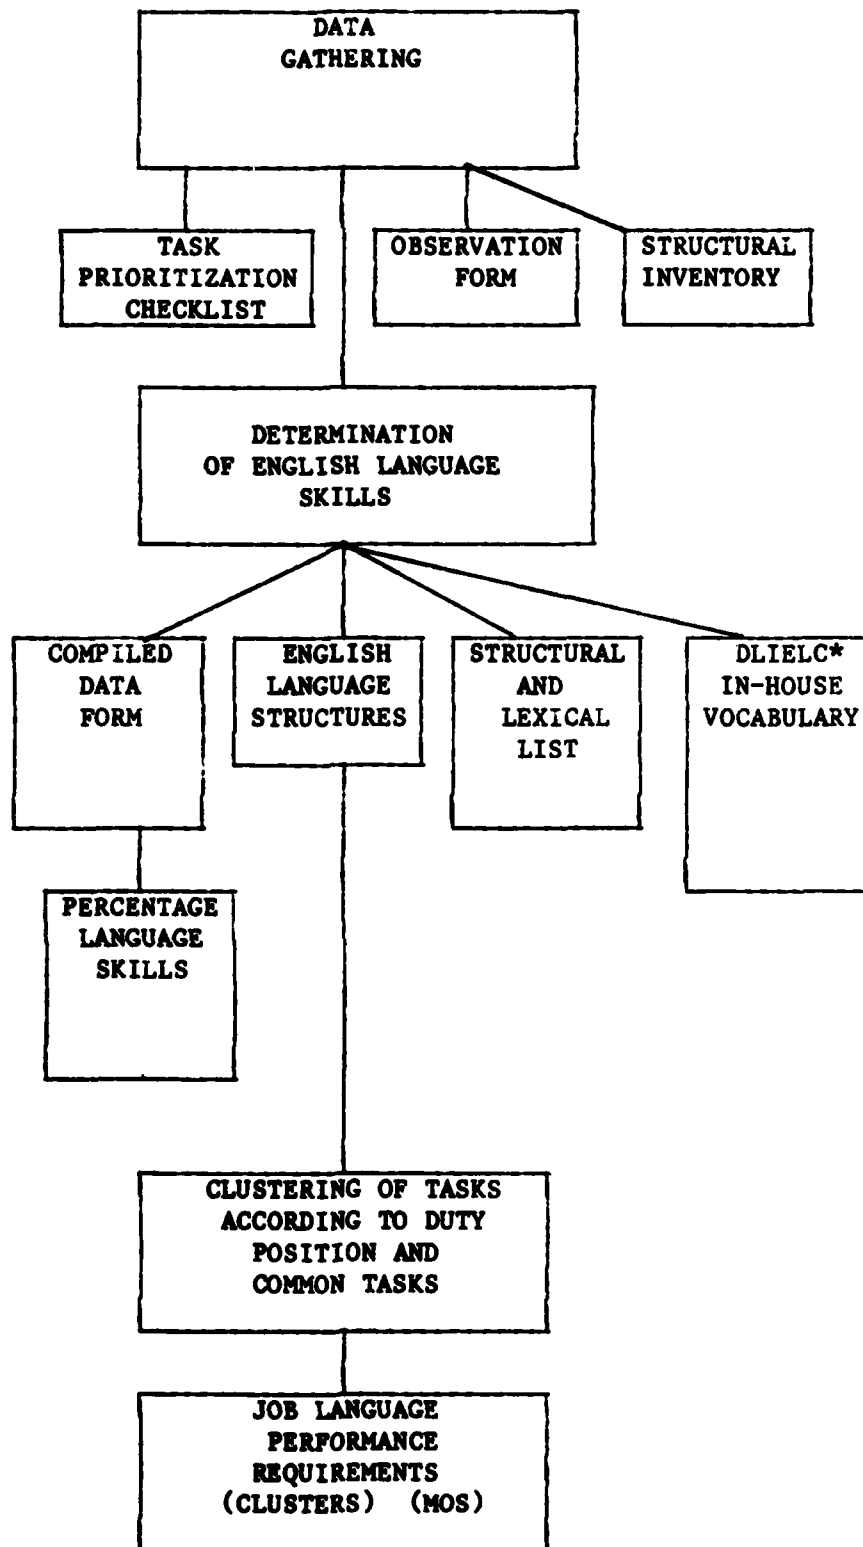 DATA
GATHERING
TASK
PRIORITIZATION
CHECKLIST
OBSERVATION
FORM
STRUCTURAL
INVENTORY
DETERMINATION
OF ENGLISH LANGUAGE
SKILLS
COMPILED
DATA
FORM
ENGLISH
LANGUAGE
STRUCTURES
STRUCTURAL
AND
LEXICAL
LIST
DLIELC*
IN-HOUSE
VOCABULARY
PERCENTAGE
LANGUAGE
SKILLS
CLUSTERING OF TASKS
ACCORDING TO DUTY
POSITION AND
COMMON TASKS
JOB LANGUAGE
PERFORMANCE
REQUIREMENTS
(CLUSTERS) (MOS)